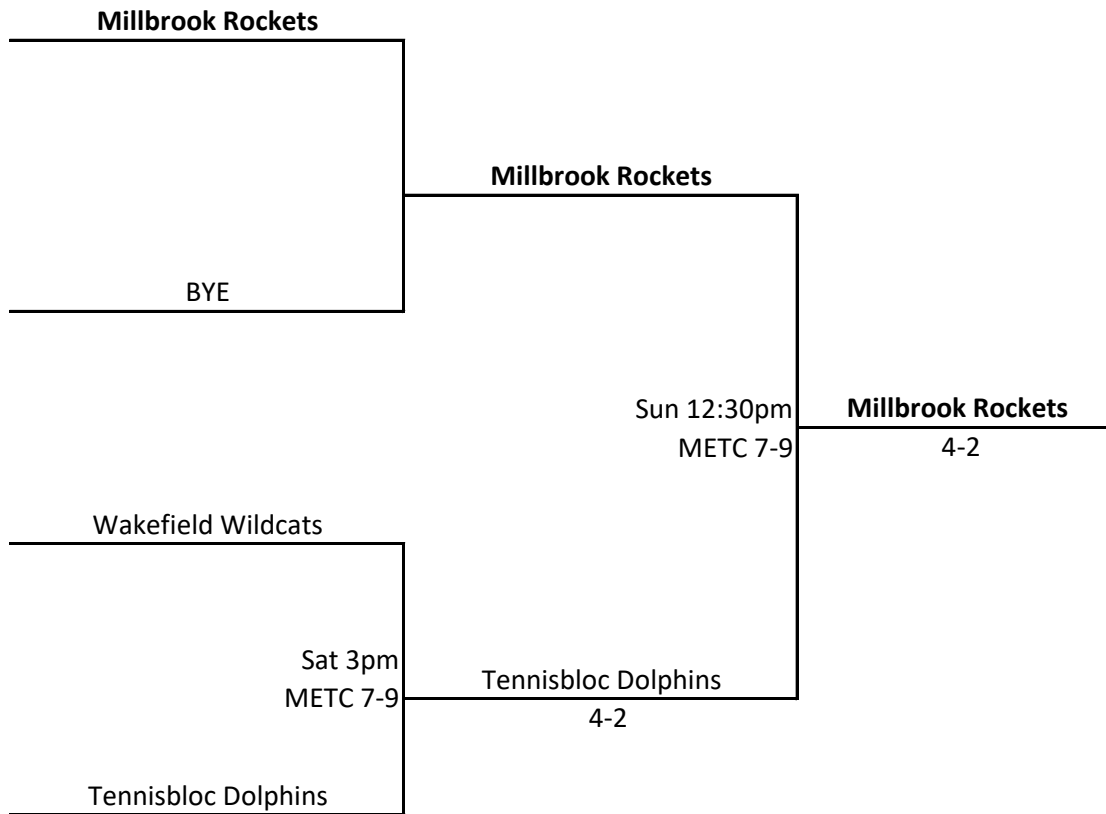 Millbrook Rockets
Millbrook Rockets
BYE
Sun 12:30pm
METC 7-9
Millbrook Rockets
4-2
Wakefield Wildcats
Sat 3pm
METC 7-9
Tennisbloc Dolphins
4-2
Tennisbloc Dolphins